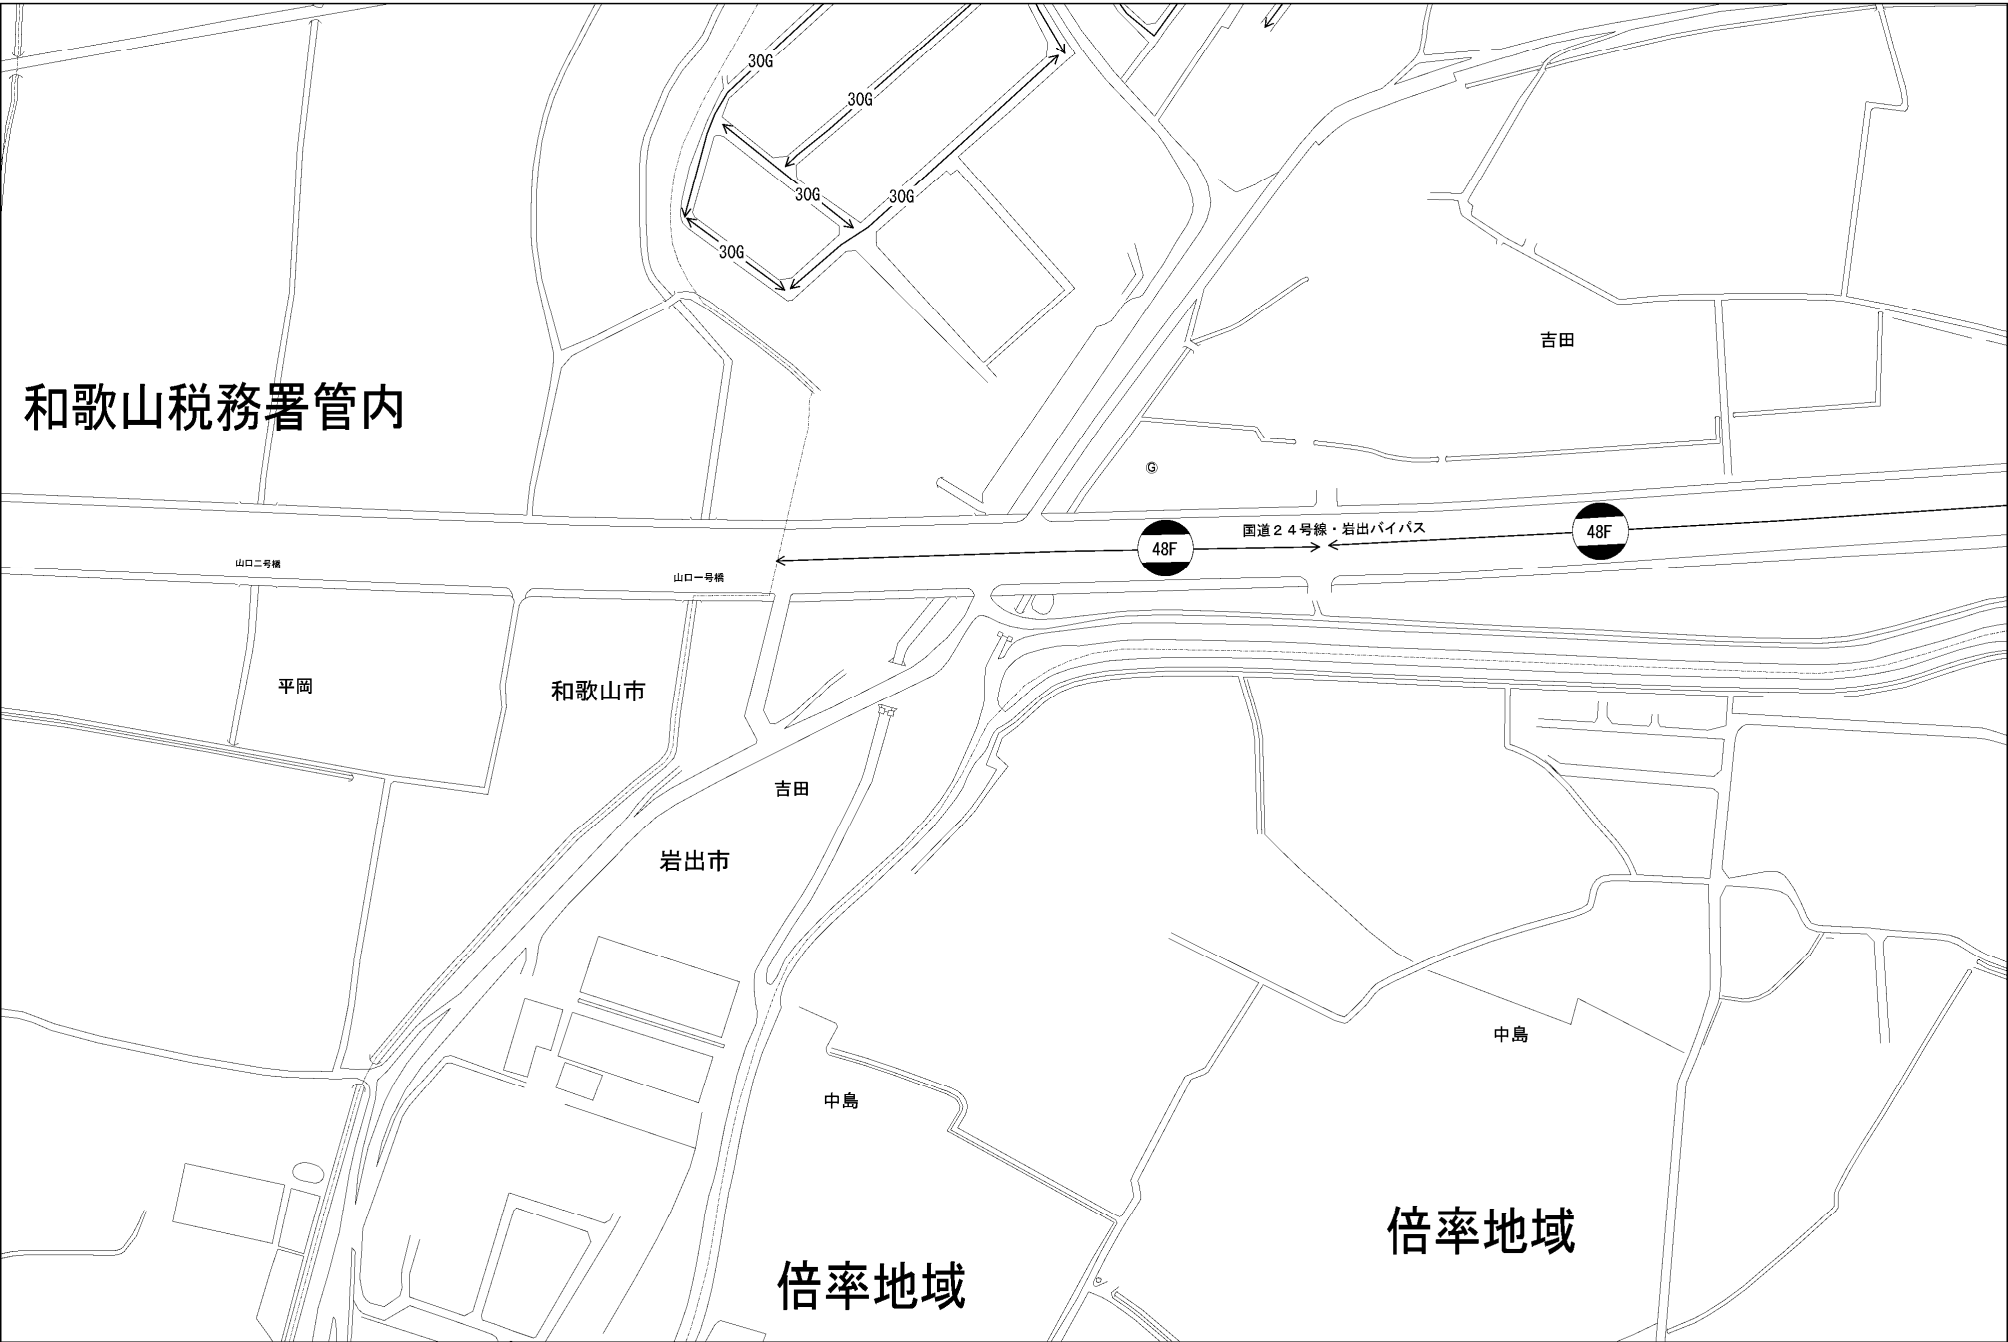 30G
30G
30G
30G
30G
吉田
和歌山税務署管内
G
国道24号線・岩出バイパス
48F
48F
山口二号橋
山口一号橋
平岡
和歌山市
吉田
岩出市
中島
中島
倍率地域
倍率地域